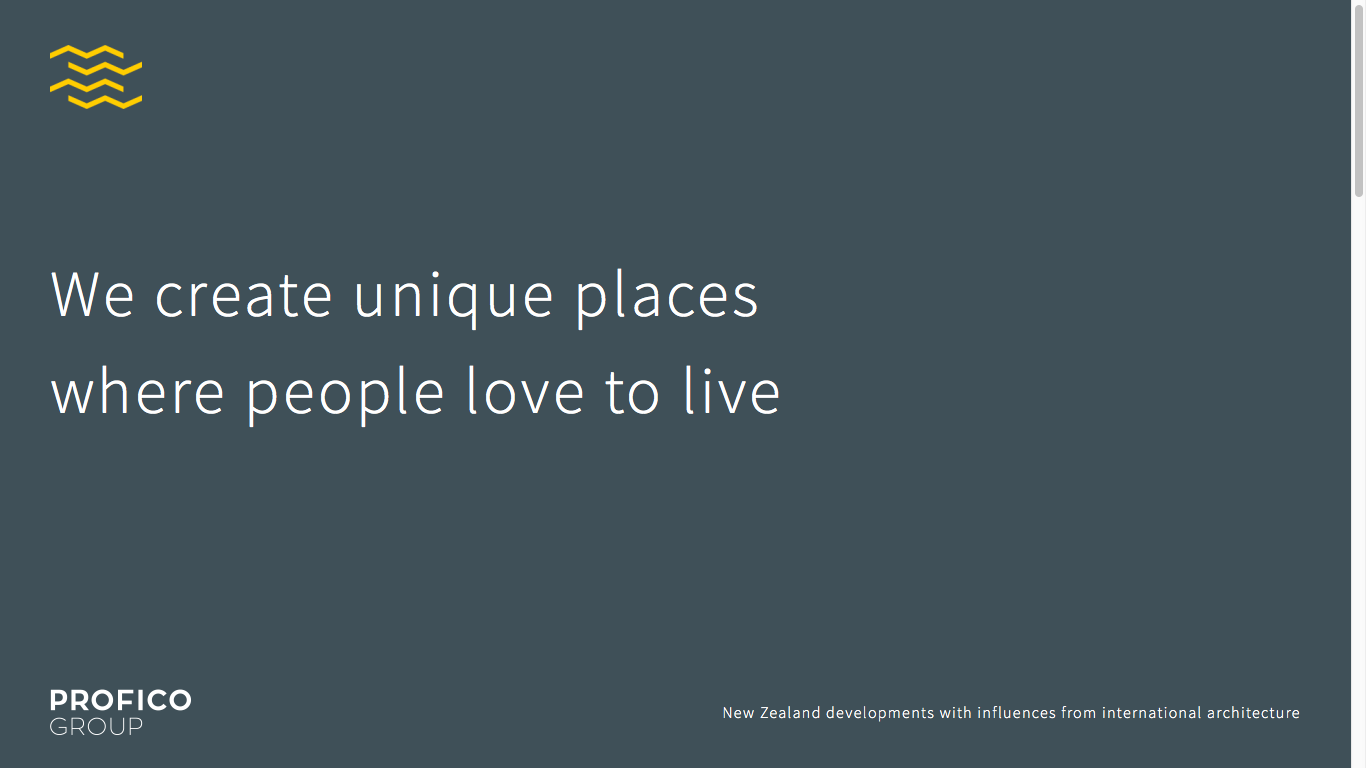 We create unique places
where people love to live
PROFICO
GROUP
New Zealand developments with influences from international architecture